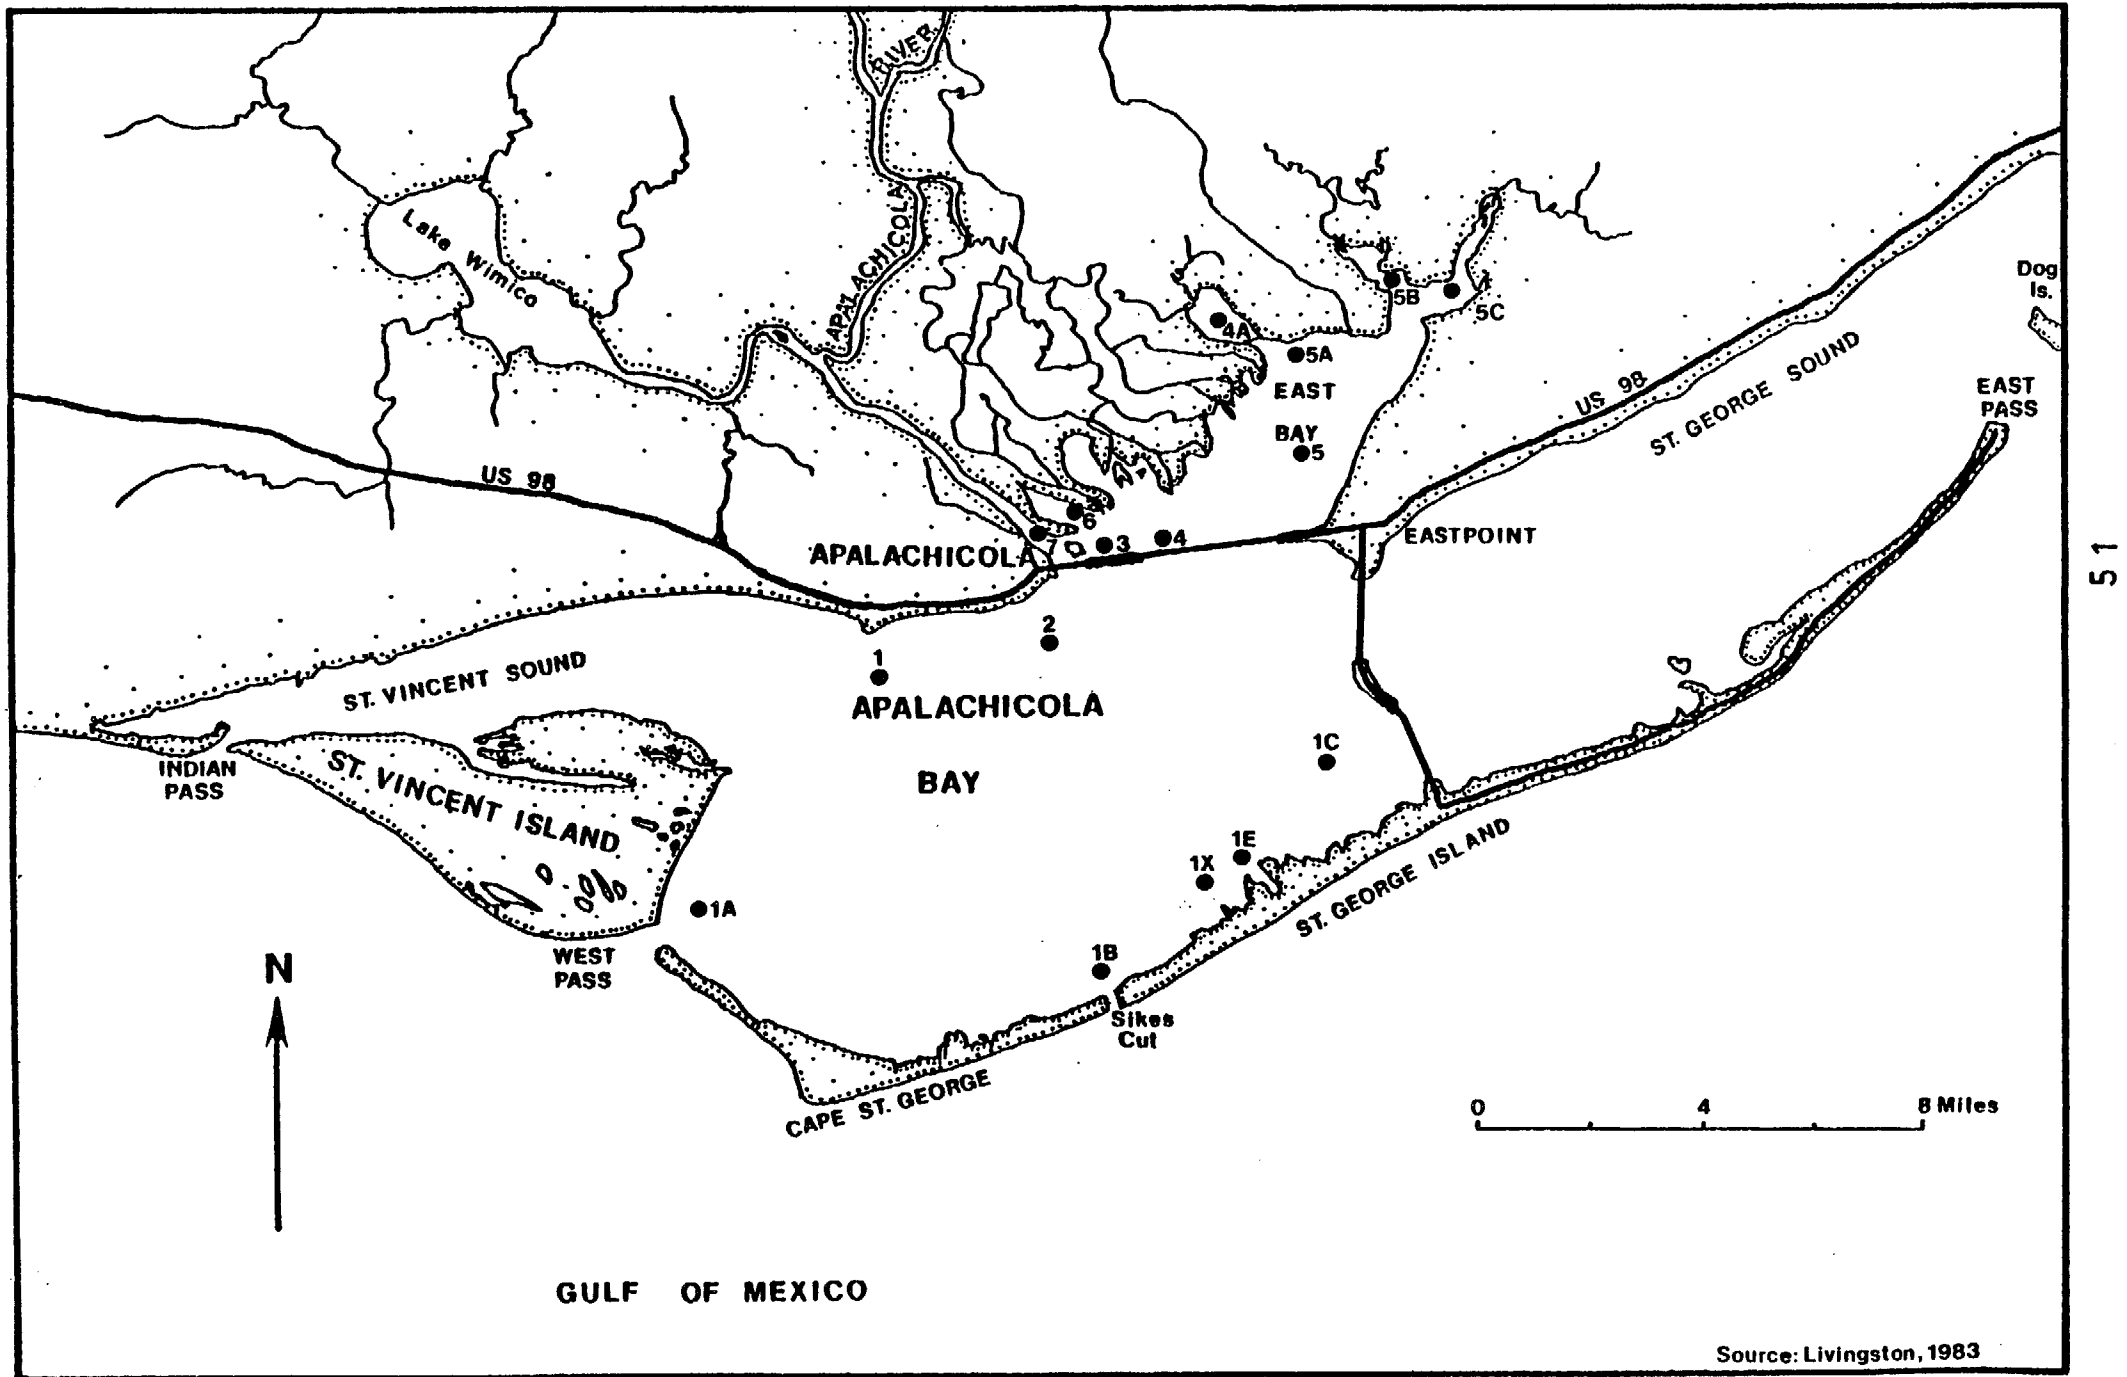 RIVER
APALACHICOLA
Lake Wimico
Dog
Is.
5B
5C
4A
5A
EAST
BAY
5
US 98
ST. GEORGE SOUND
EAST
PASS
US 98
6
7
3
4
EASTPOINT
APALACHICOLA
51
2
1
ST. VINCENT SOUND
APALACHICOLA
BAY
1C
INDIAN
PASS
ST. VINCENT ISLAND
1E
1X
ST. GEORGE ISLAND
1A
WEST
PASS
1B
N
Sikes
Cut
CAPE ST. GEORGE
0 4 8 Miles
GULF OF MEXICO
Source: Livingston, 1983